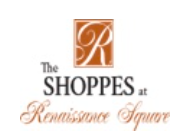 R
The
SHOPPES at
Renaissance Square